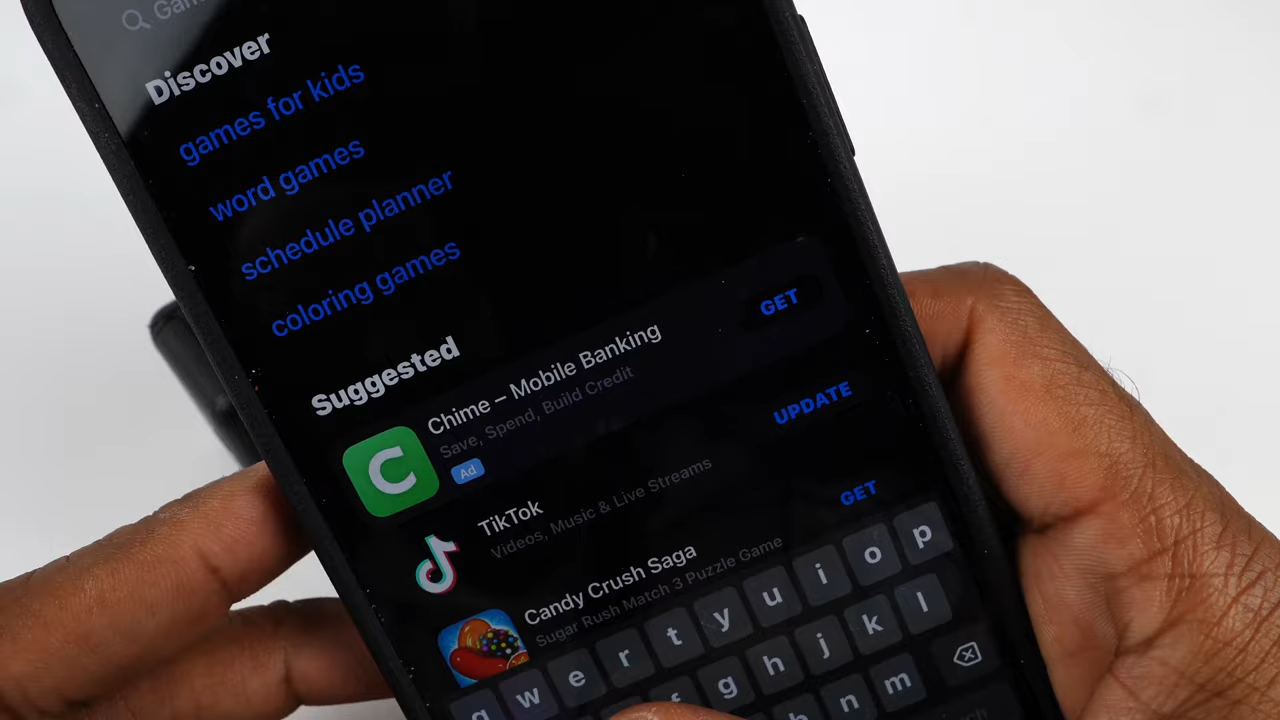 Discover
games for kids
word games
schedule planner
coloring games
Suggested
Chime – Mobile Banking
Save, Spend, Build Credit
Ad
GET
TikTok
Videos, Music & Live Streams
UPDATE
Candy Crush Saga
Sugar Rush Match 3 Puzzle Game
GET
q w e r t y u i o p
f g h j k l
b n m